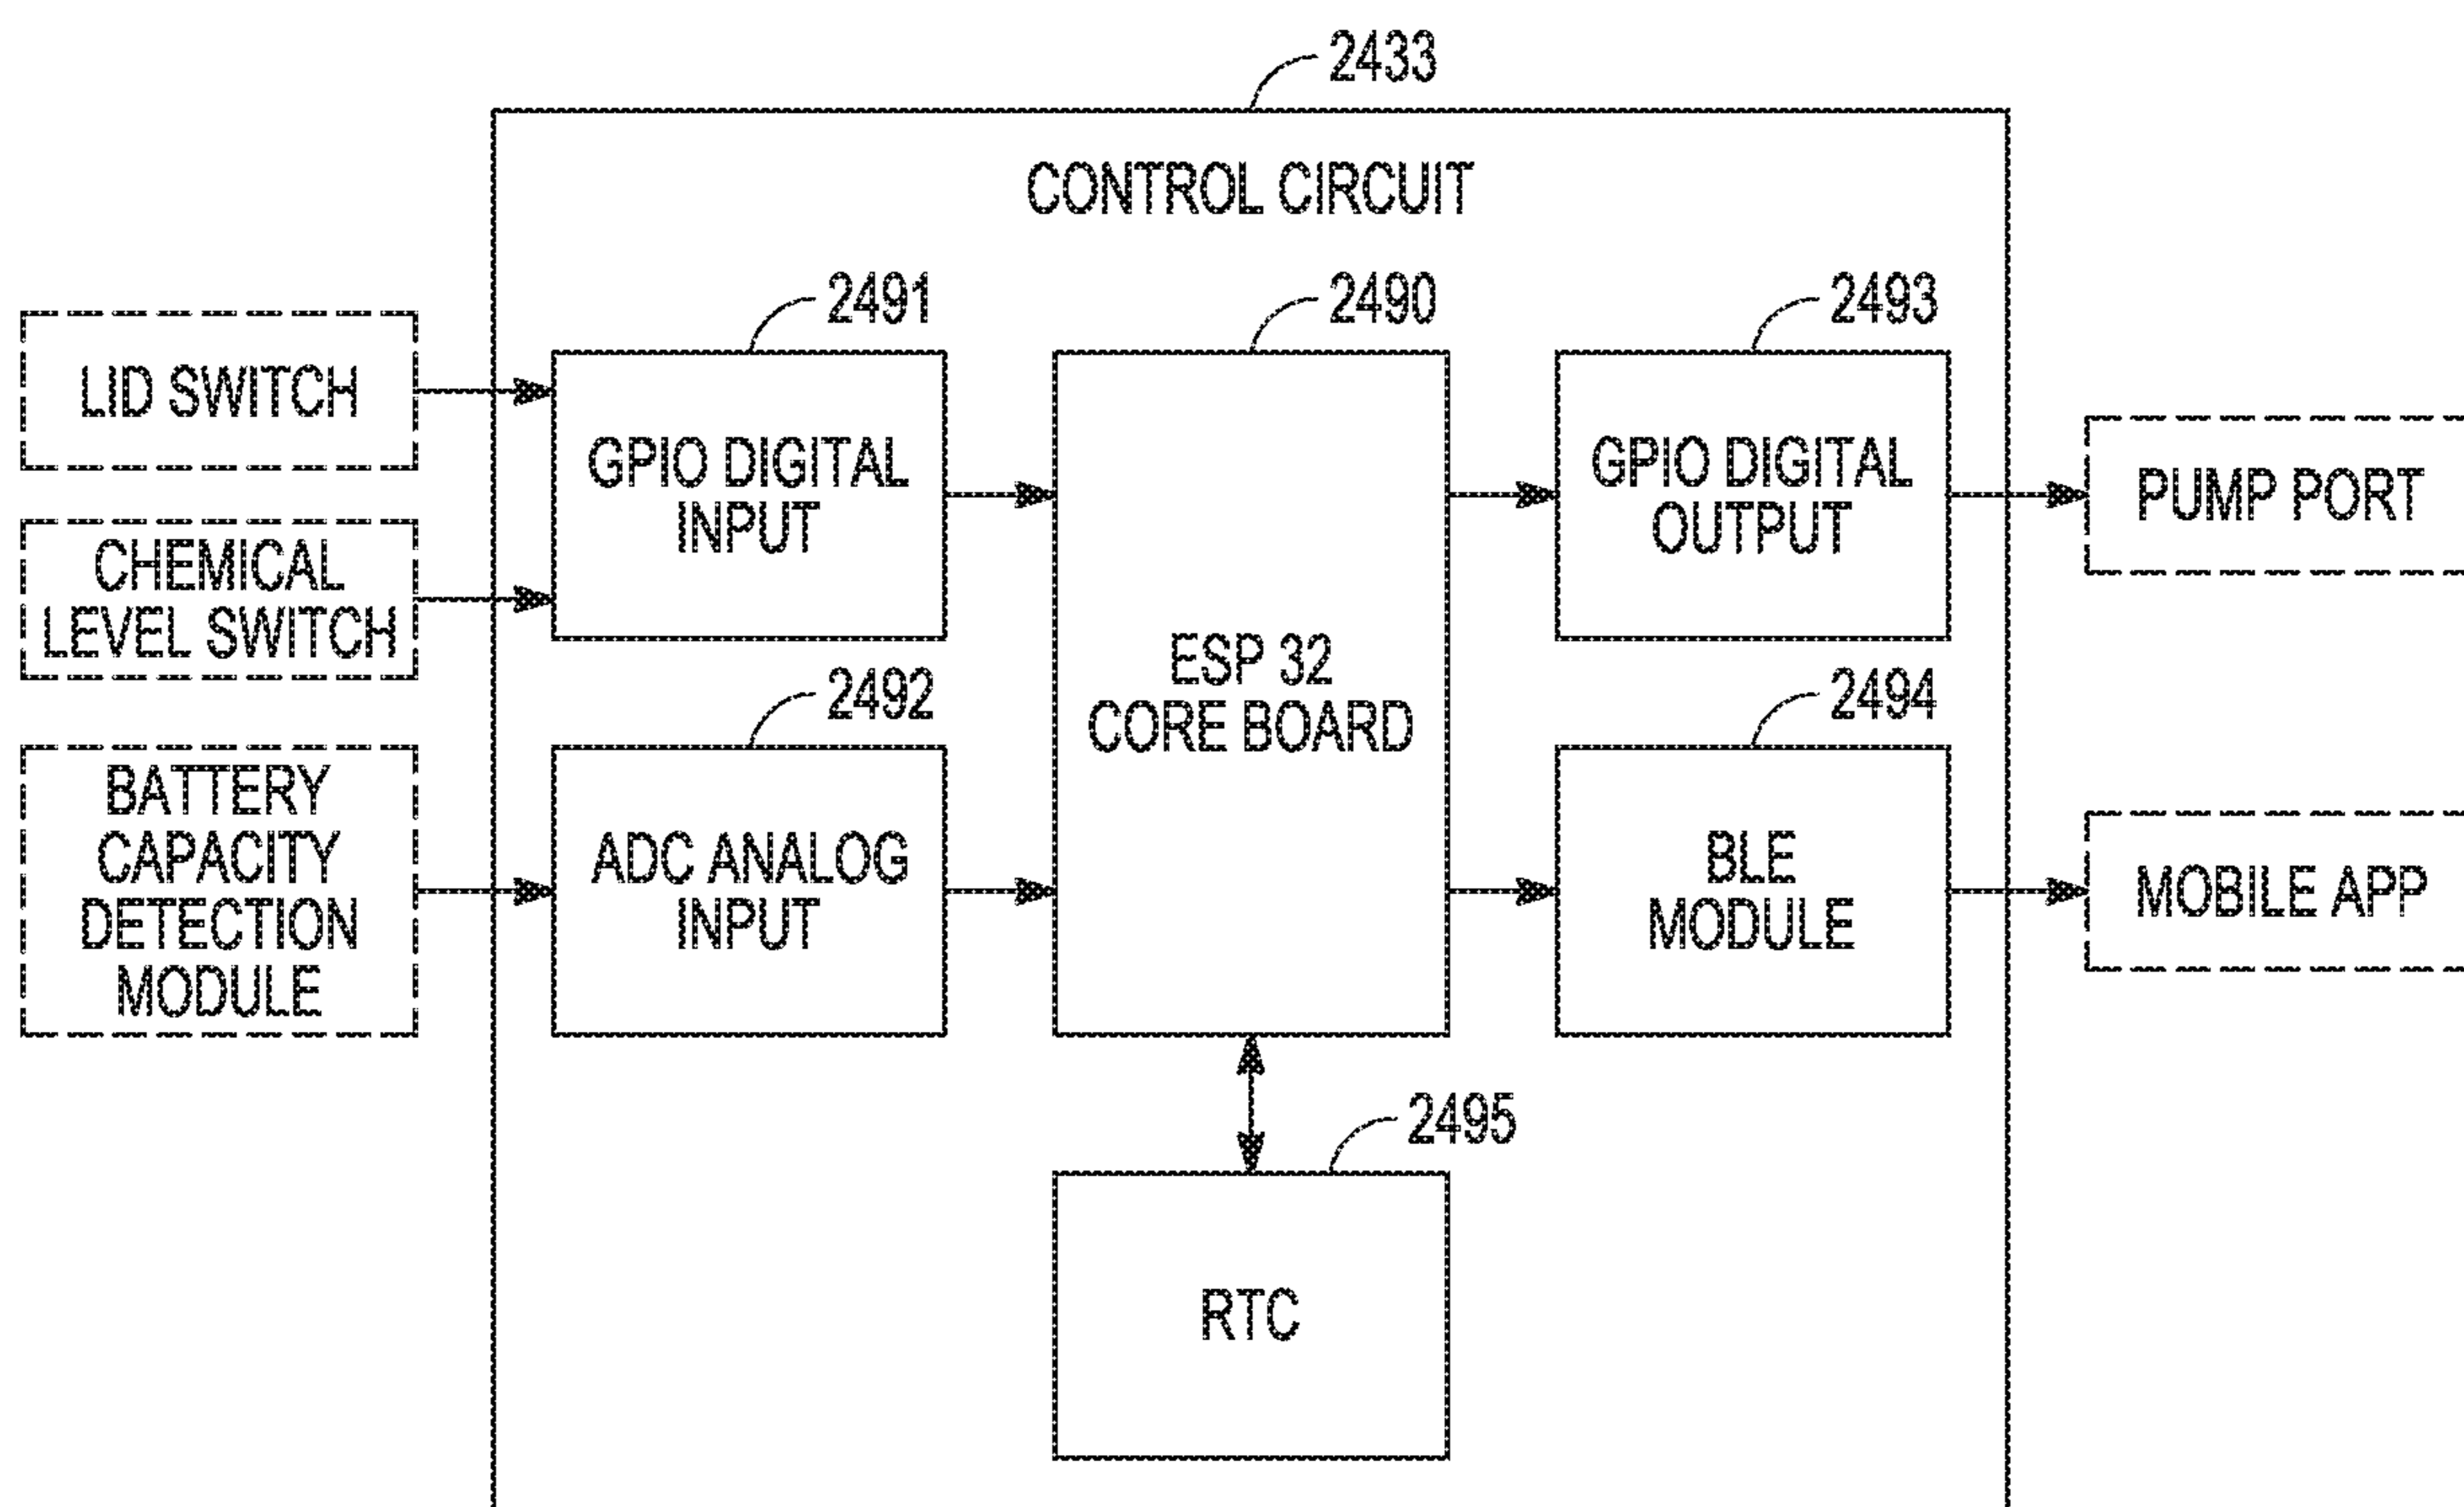 2433
CONTROL CIRCUIT
2491
2490
2493
LID SWITCH
GPIO DIGITAL
INPUT
GPIO DIGITAL
OUTPUT
PUMP PORT
CHEMICAL
LEVEL SWITCH
ESP 32
CORE BOARD
2492
2494
BATTERY
CAPACITY
DETECTION
MODULE
ADC ANALOG
INPUT
BLE
MODULE
MOBILE APP
2495
RTC